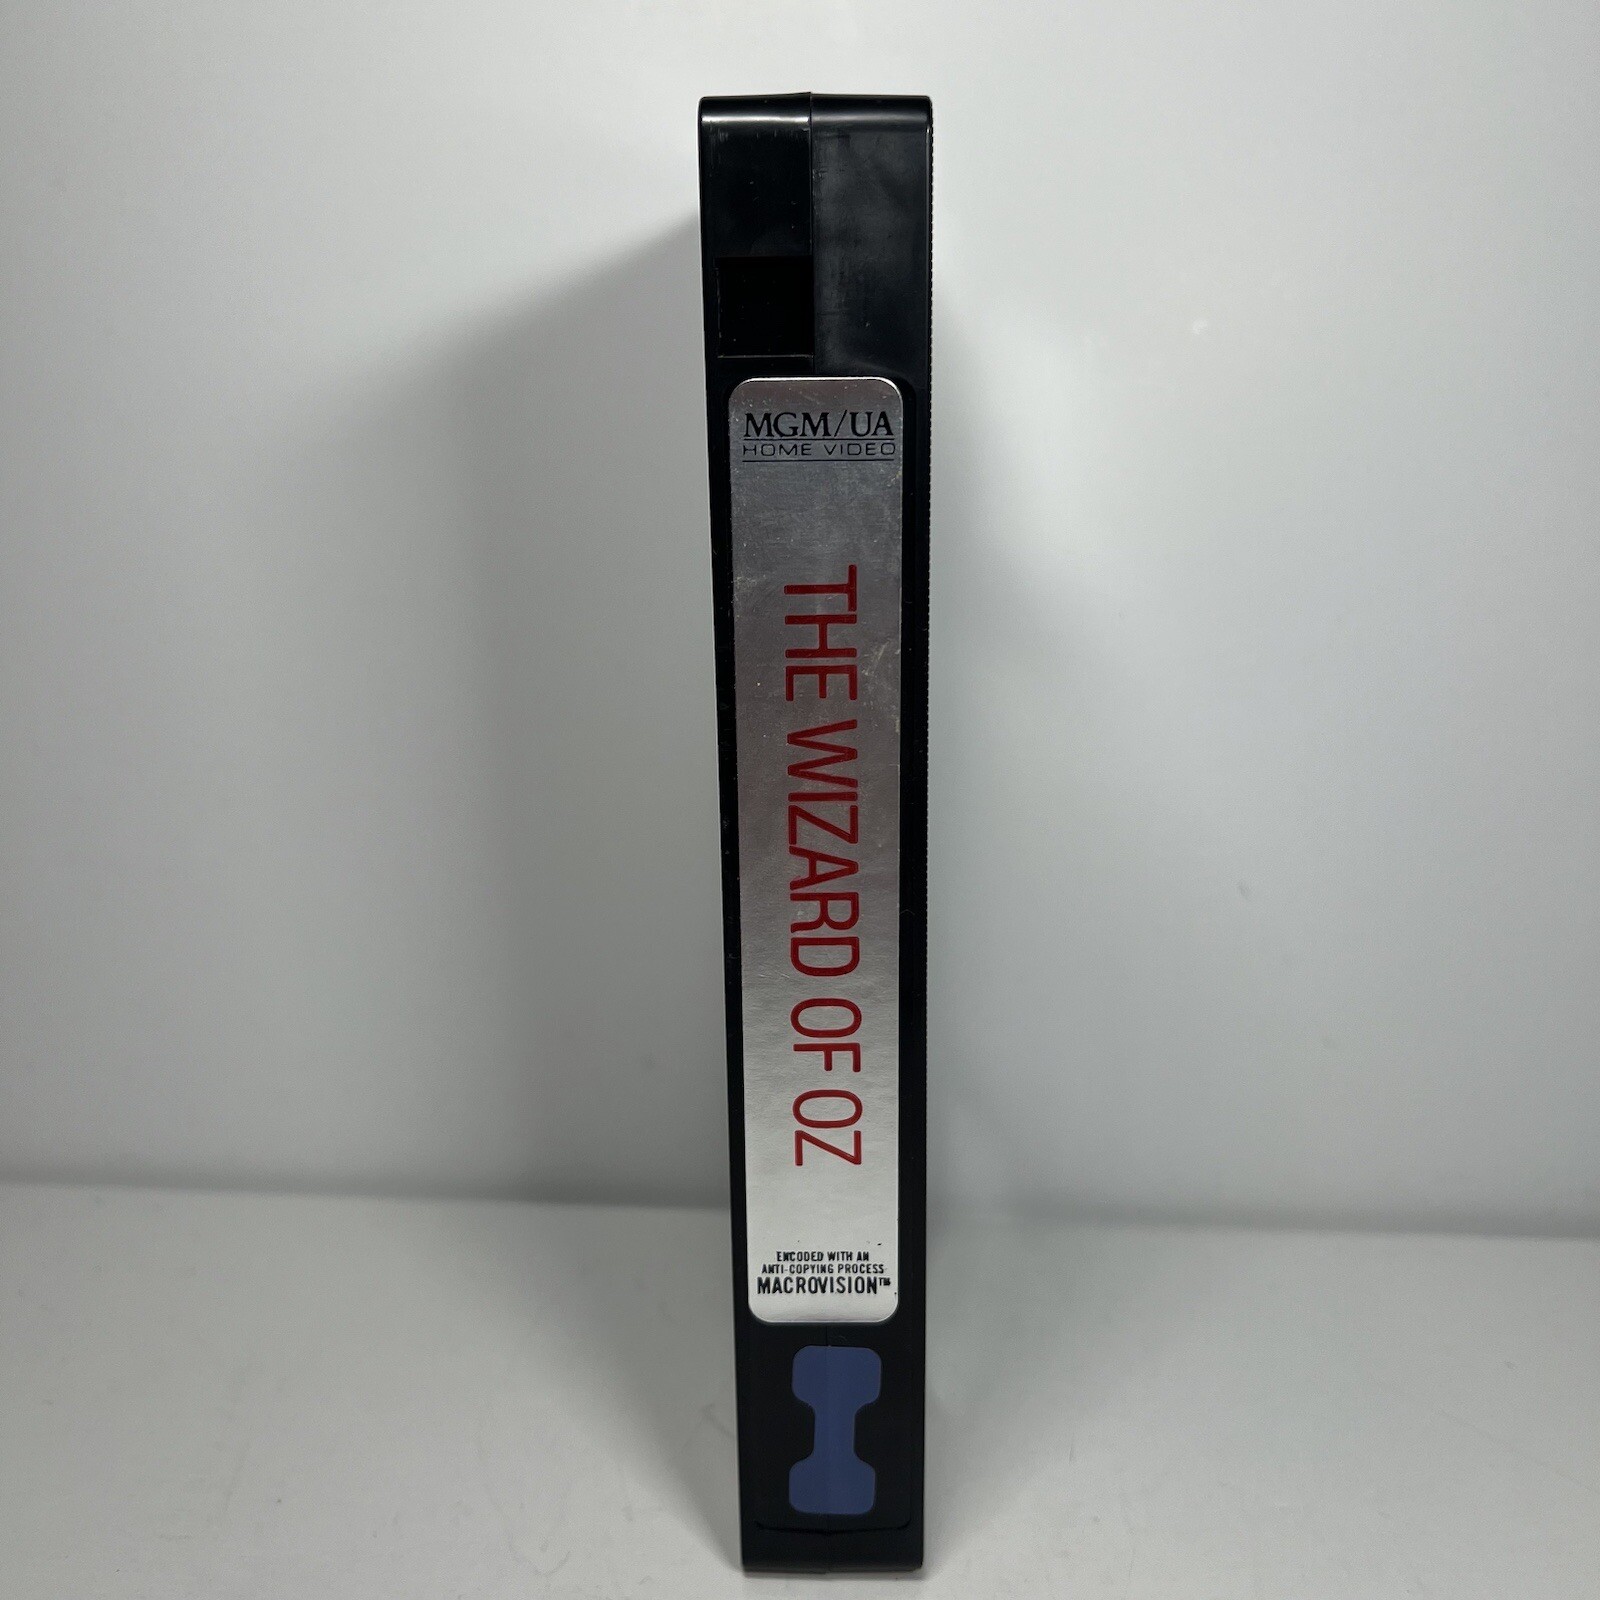 MGM/UA
HOME VIDEO
THE WIZARD OF OZ
ENCODED WITH AN
ANTI-COPYING PROCESS
MACROVISION™